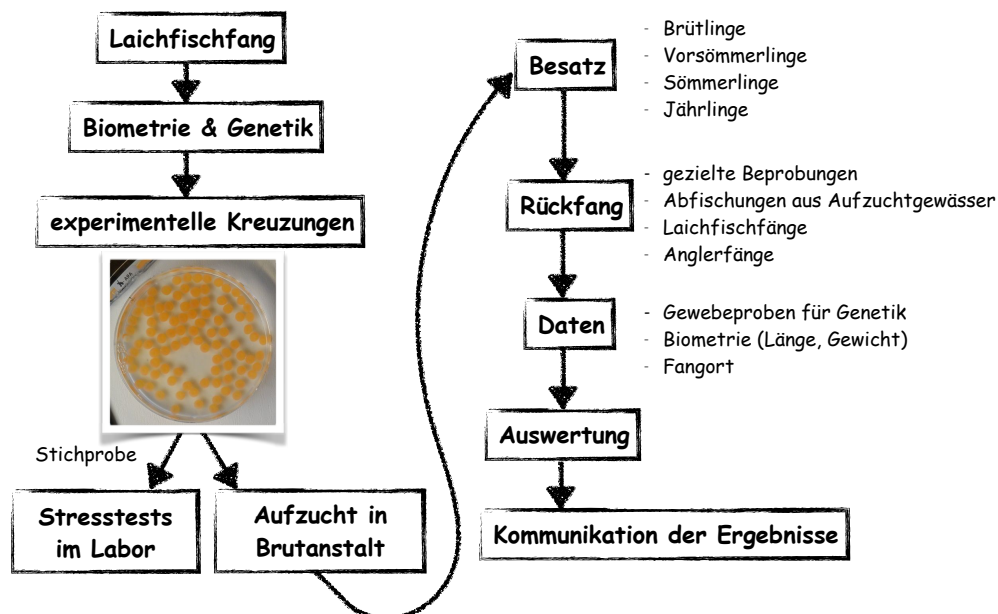 Laichfischfang
Biometrie & Genetik
experimentelle Kreuzungen
Stichprobe
Stresstests
im Labor
Aufzucht in
Brutanstalt
Besatz
- Brütlinge
- Vorsömmerlinge
- Sömmerlinge
- Jährlinge
Rückfang
- gezielte Beprobungen
- Abfischungen aus Aufzuchtgewässer
- Laichfischfänge
- Anglerfänge
Daten
- Gewebeproben für Genetik
- Biometrie (Länge, Gewicht)
- Fangort
Auswertung
Kommunikation der Ergebnisse